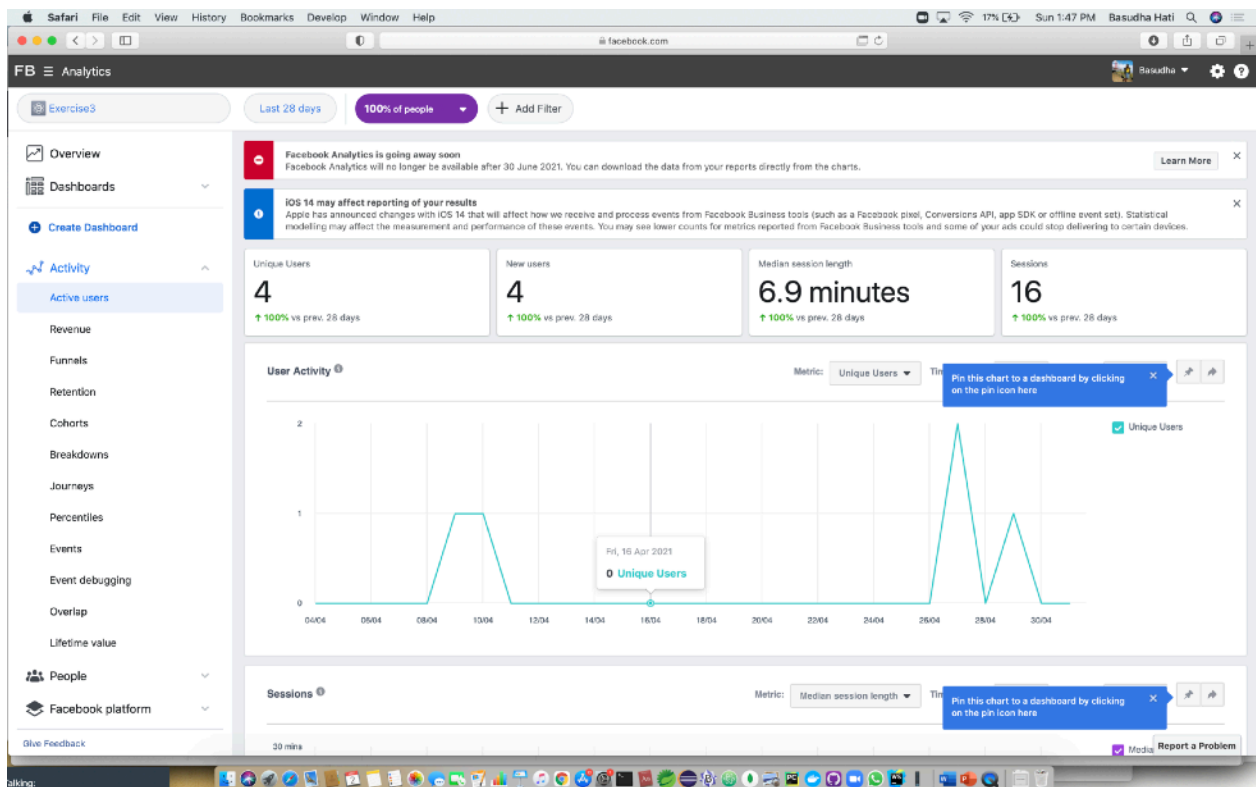 Safari File Edit View History Bookmarks Develop Window Help 17% Sun 1:47 PM Basudha Hati
facebook.com
FB Analytics Basudha
Exercise3 Last 28 days 100% of people Add Filter
Overview
Dashboards
Create Dashboard
Activity
Active users
Revenue
Funnels
Retention
Cohorts
Breakdowns
Journeys
Percentiles
Events
Event debugging
Overlap
Lifetime value
People
Facebook platform
Give Feedback
Facebook Analytics is going away soon
Facebook Analytics will no longer be available after 30 June 2021. You can download the data from your reports directly from the charts.
Learn More
iOS 14 may affect reporting of your results
Apple has announced changes with iOS 14 that will affect how we receive and process events from Facebook Business tools (such as a Facebook pixel, Conversions API, app SDK or offline event set). Statistical
modelling may affect the measurement and performance of these events. You may see lower counts for metrics reported from Facebook Business tools and some of your ads could stop delivering to certain devices.
Unique Users
4
100% vs prev. 28 days
New users
4
100% vs prev. 28 days
Median session length
6.9 minutes
100% vs prev. 28 days
Sessions
16
100% vs prev. 28 days
User Activity
Metric: Unique Users
Pin this chart to a dashboard by clicking
on the pin icon here
2
1
0
Unique Users
Fri, 16 Apr 2021
0 Unique Users
04/04 06/04 08/04 10/04 12/04 14/04 16/04 18/04 20/04 22/04 24/04 26/04 28/04 30/04
Sessions
Metric: Median session length
Pin this chart to a dashboard by clicking
on the pin icon here
30 mins
Report a Problem